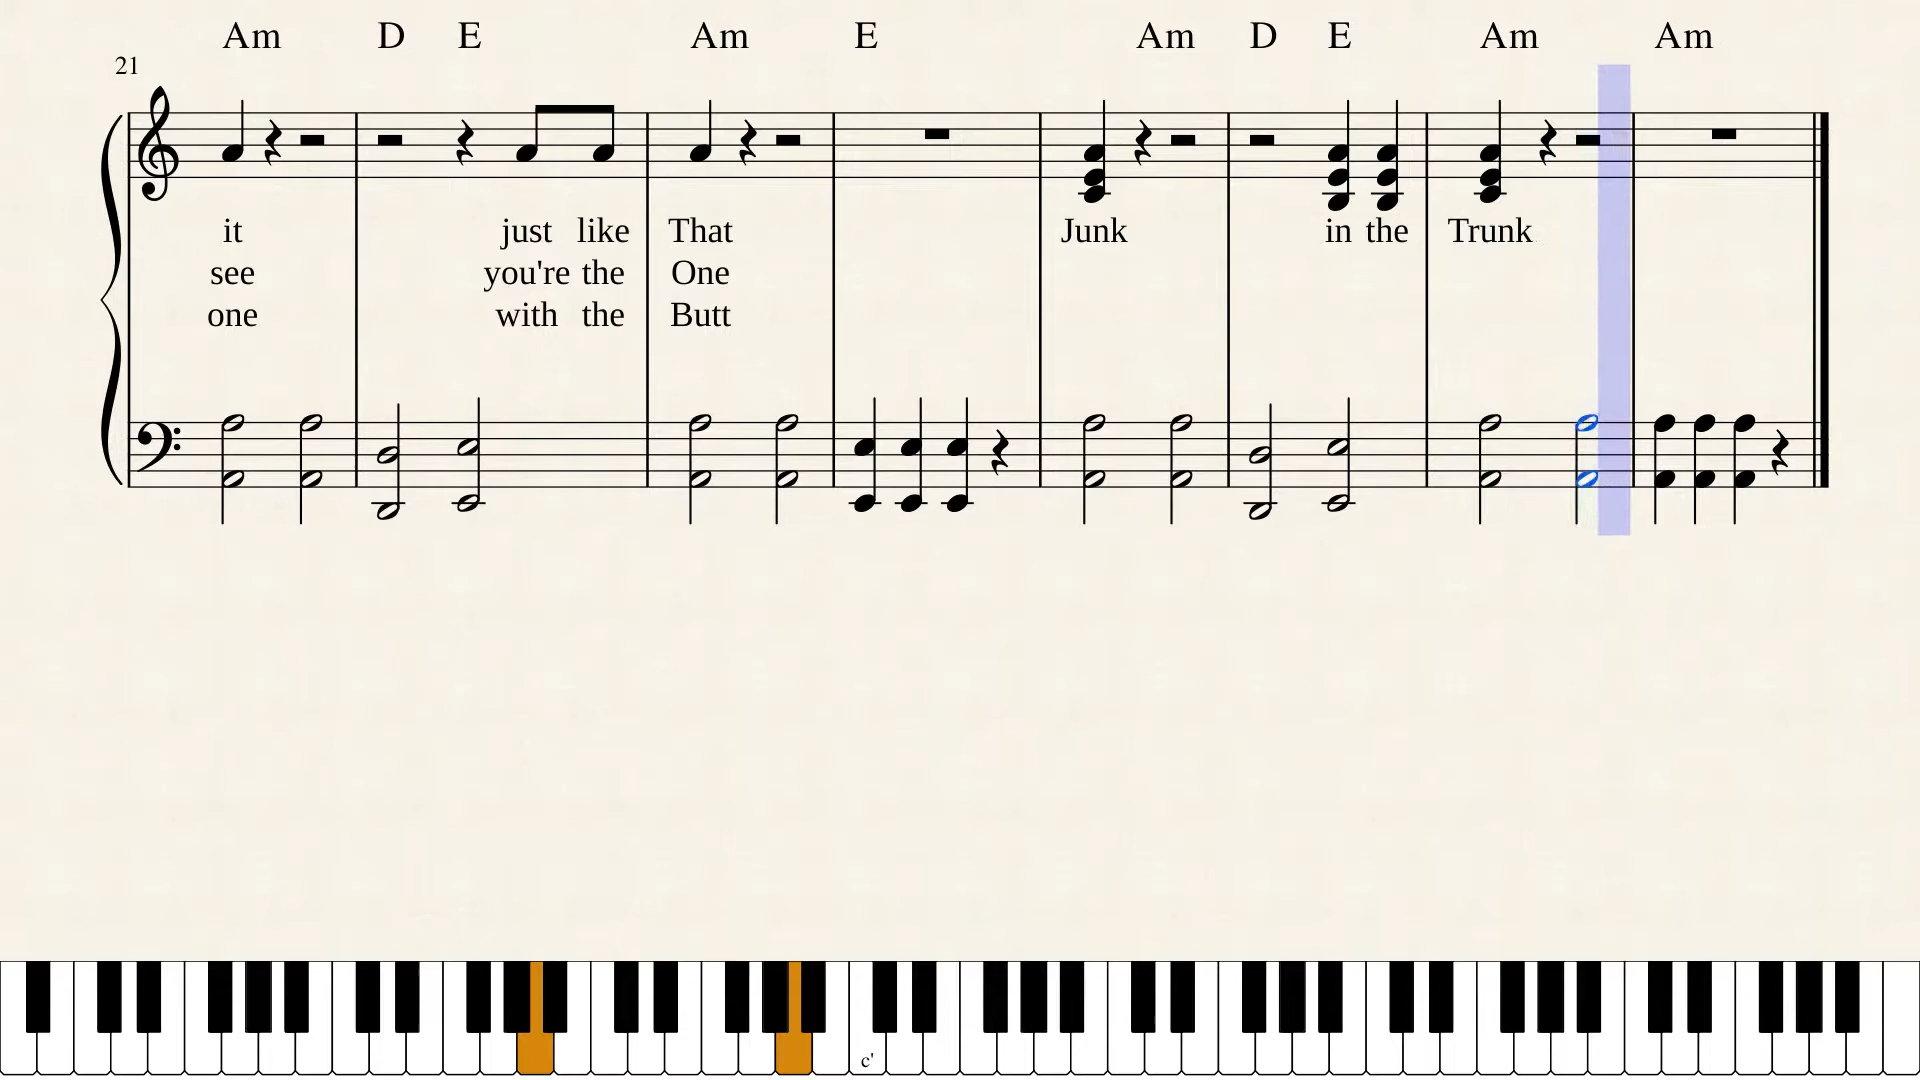 Am D E Am E Am D E Am Am
21
it just like That Junk in the Trunk
see you're the One
one with the Butt
c'